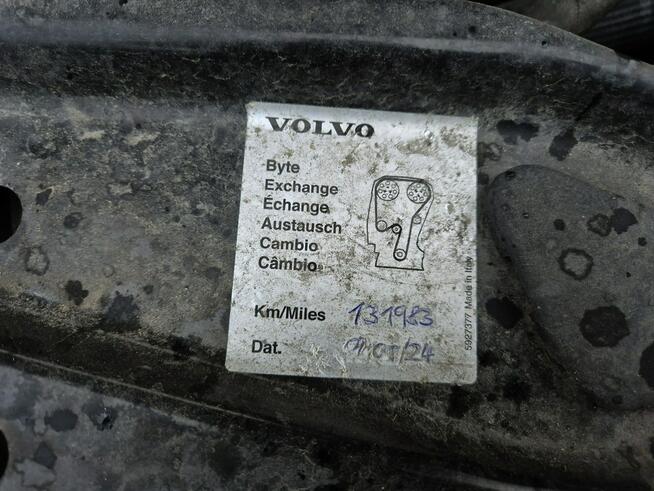 VOLVO
Byte
Exchange
Échange
Austausch
Cambio
Câmbio
Km/Miles 131983
Dat.
5927377 Made in Italy